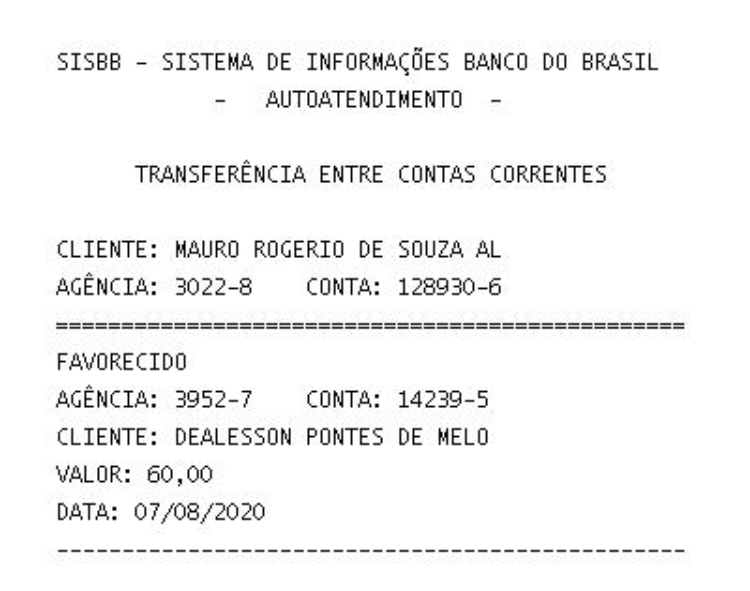 SISBB – SISTEMA DE INFORMAÇÕES BANCO DO BRASIL
– AUTOATENDIMENTO –
TRANSFERÊNCIA ENTRE CONTAS CORRENTES
CLIENTE: MAURO ROGERIO DE SOUZA AL
AGÊNCIA: 3022-8 CONTA: 128930-6
================================================
FAVORECIDO
AGÊNCIA: 3952-7 CONTA: 14239-5
CLIENTE: DEALESSON PONTES DE MELO
VALOR: 60,00
DATA: 07/08/2020
------------------------------------------------